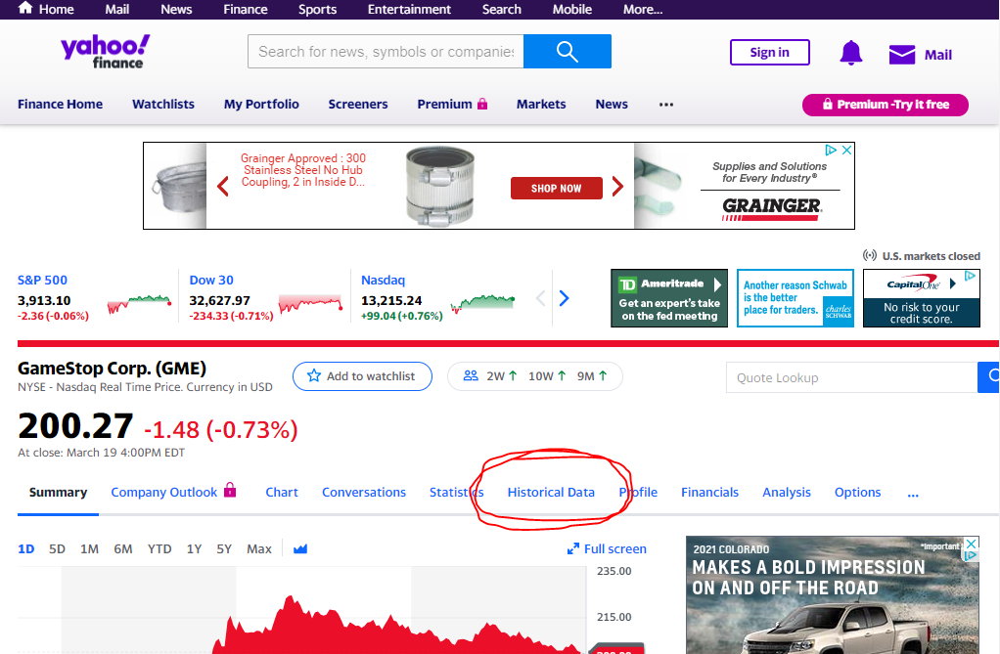 Home Mail News Finance Sports Entertainment Search Mobile More...
yahoo!
finance
Search for news, symbols or companies
Sign in
Mail
Finance Home Watchlists My Portfolio Screeners Premium Markets News ...
Premium -Try it free
Grainger Approved : 300
Stainless Steel No Hub
Coupling, 2 in Inside D...
SHOP NOW
Supplies and Solutions
for Every Industry®
GRAINGER
U.S. markets closed
S&P 500
3,913.10
-2.36 (-0.06%)
Dow 30
32,627.97
-234.33 (-0.71%)
Nasdaq
13,215.24
+99.04 (+0.76%)
TD Ameritrade
Get an expert's take
on the fed meeting
Another reason Schwab
is the better
place for traders.
charles
SCHWAB
Capital One
No risk to your
credit score.
GameStop Corp. (GME)
NYSE - Nasdaq Real Time Price. Currency in USD
Add to watchlist
2W↑ 10W↑ 9M↑
Quote Lookup
200.27 -1.48 (-0.73%)
At close: March 19 4:00PM EDT
Summary Company Outlook Chart Conversations Statistics Historical Data Profile Financials Analysis Options ...
1D 5D 1M 6M YTD 1Y 5Y Max
Full screen
235.00
215.00
2021 COLORADO
*Important
MAKES A BOLD IMPRESSION
ON AND OFF THE ROAD